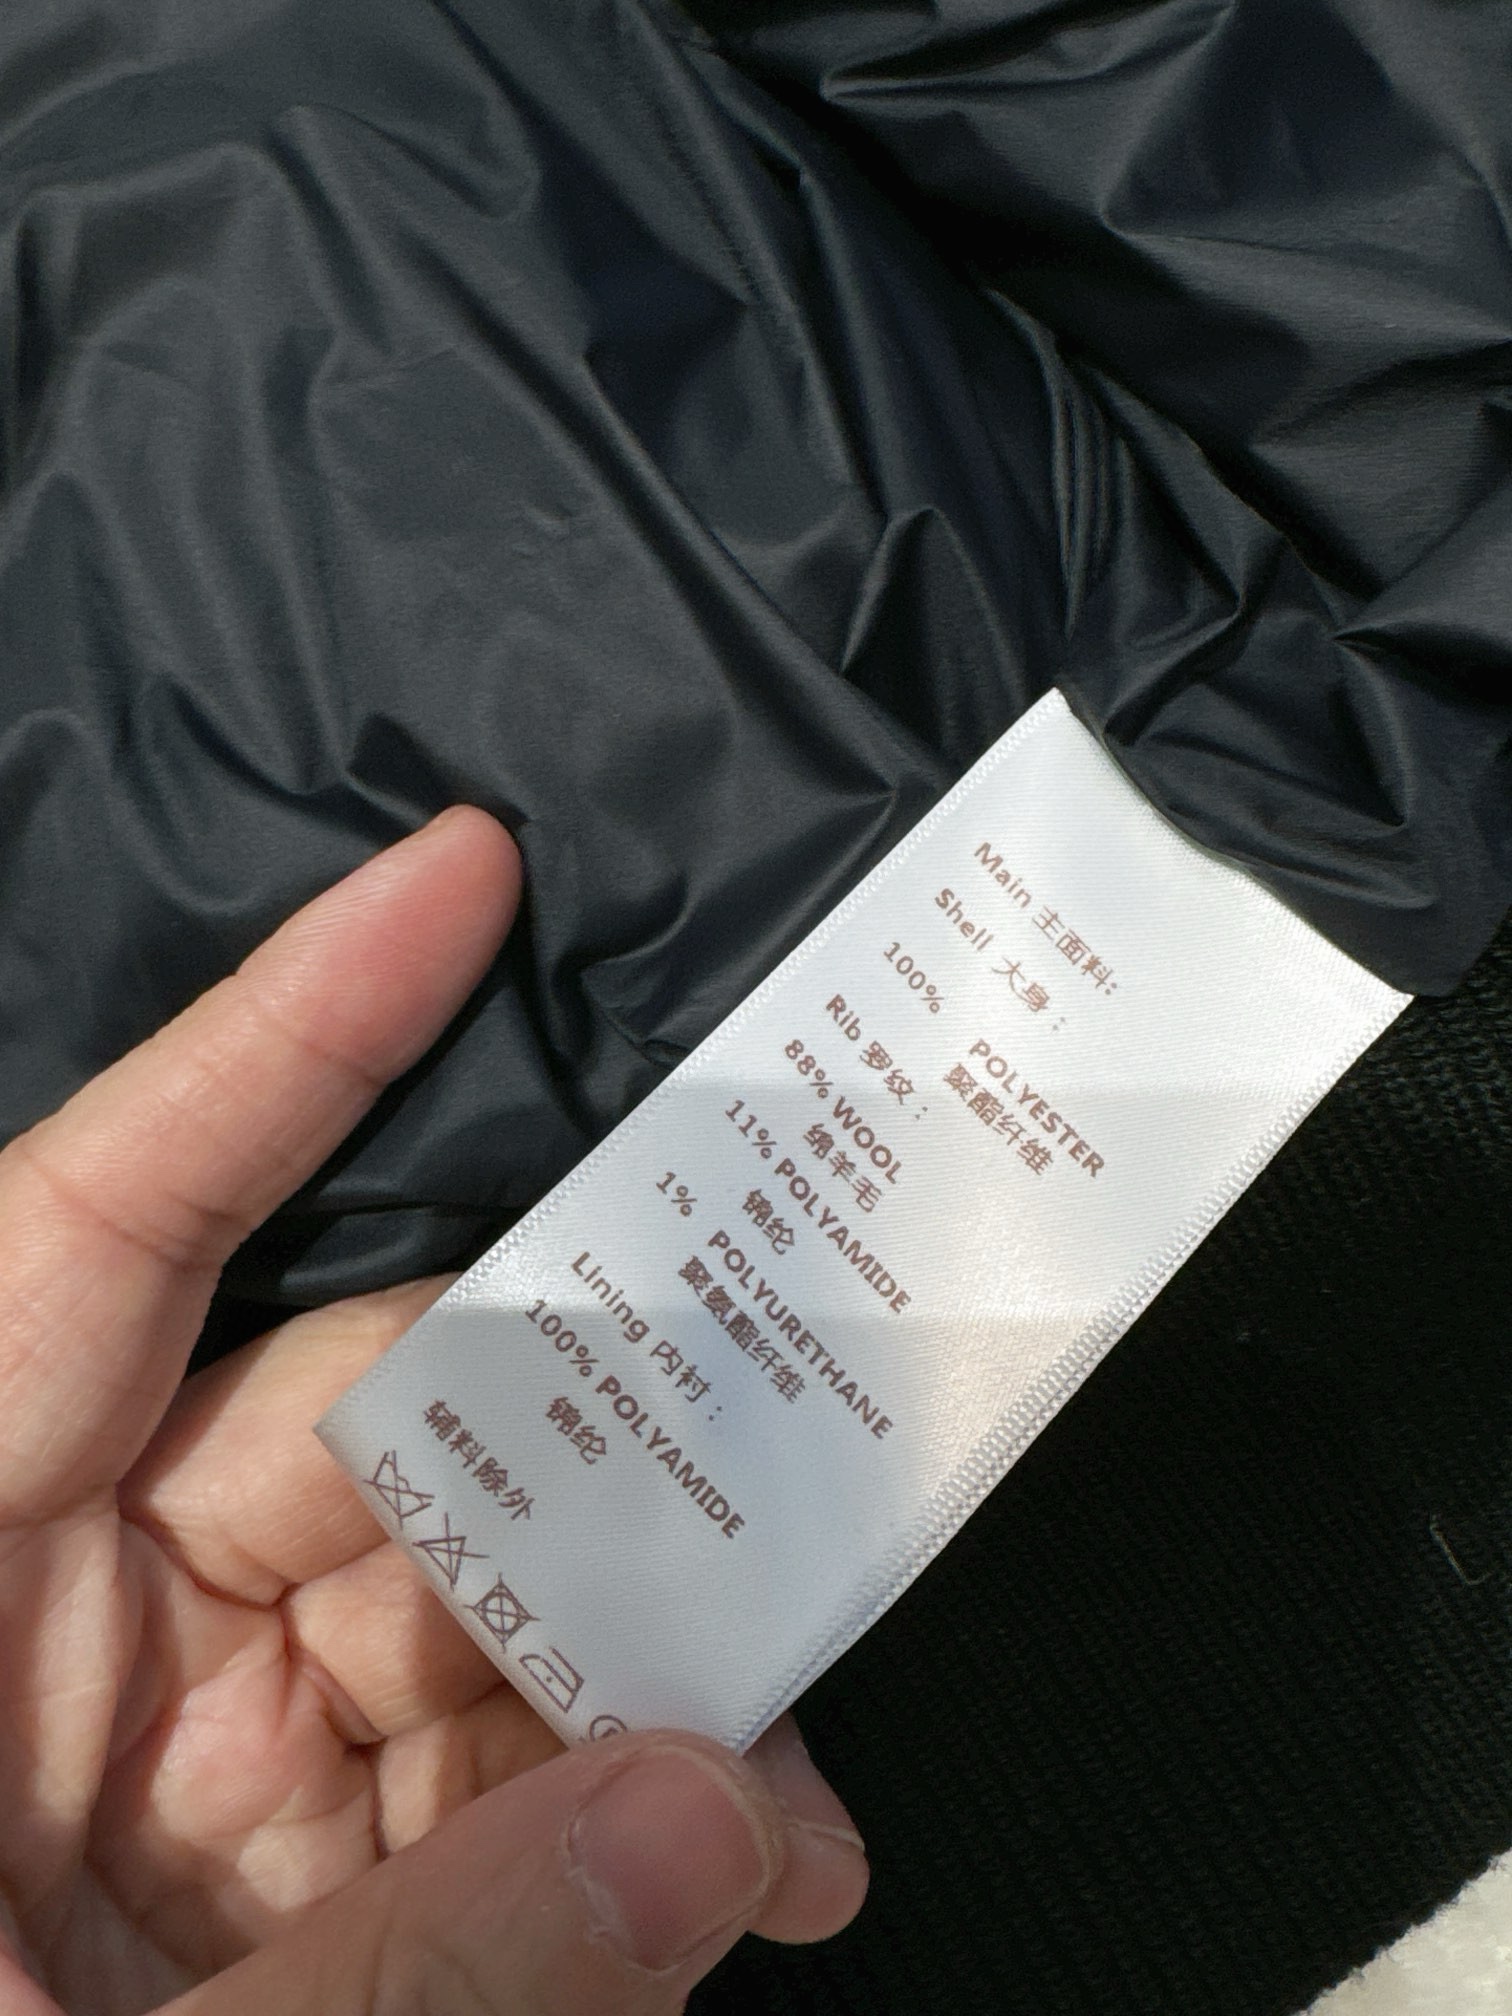 Main 主面料:
Shell 大身：
100% POLYESTER
聚酯纤维
Rib 罗纹：
88% WOOL
绵羊毛
11% POLYAMIDE
锦纶
1% POLYURETHANE
聚氨酯纤维
Lining 内衬：
100% POLYAMIDE
锦纶
辅料除外